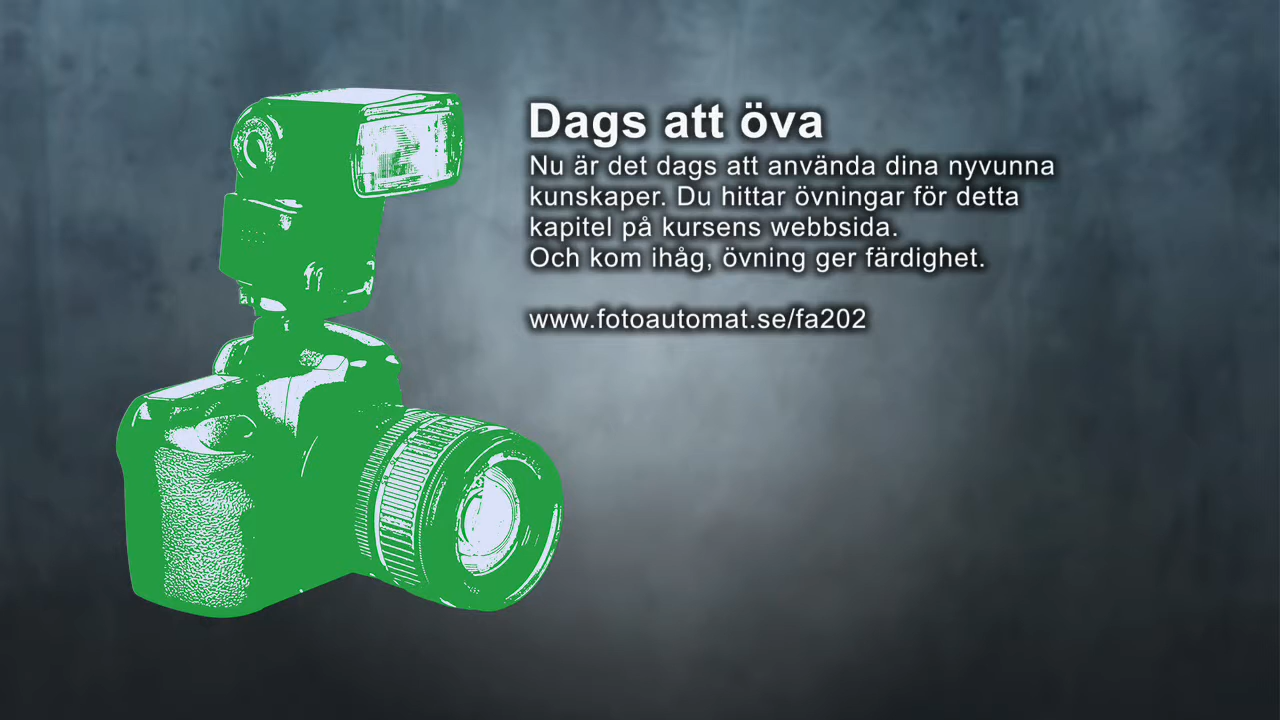 Dags att öva
Nu är det dags att använda dina nyvunna
kunskaper. Du hittar övningar för detta
kapitel på kursens webbsida.
Och kom ihåg, övning ger färdighet.
www.fotoautomat.se/fa202